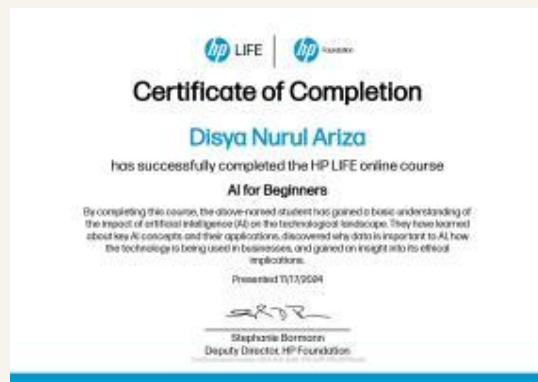 hp LIFE hp Foundation
Certificate of Completion
Disya Nurul Ariza
has successfully completed the HP LIFE online course
AI for Beginners
By completing this course, the above-named student has gained a basic understanding of
the impact of artificial intelligence (AI) on the technological landscape. They have learned
about key AI concepts and their applications, discovered why data is important to AI, how
the technology is being used in businesses, and gained an insight into its ethical
implications.
Presented 11/17/2024
Stephanie Bormann
Deputy Director, HP Foundation